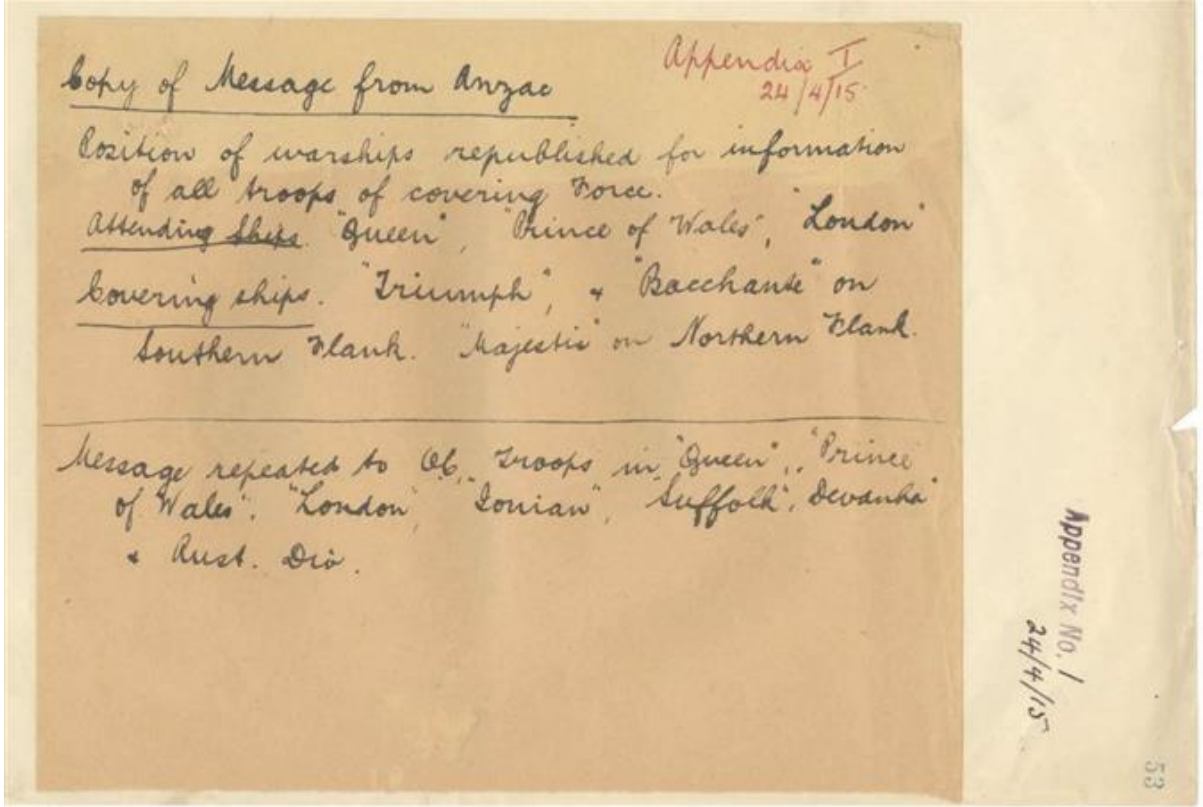 Appendix I
24/4/15
Copy of Message from Anzac
Position of warships republished for information
of all troops of covering Force.
Attending Ships. "Queen", "Prince of Wales", "London"
Covering ships. "Triumph", & "Bacchante" on
Southern Flank. "Majestic" on Northern Flank.
Message repeated to O.C. Troops in "Queen", "Prince
of Wales", "London", "Ionian", "Suffolk", Devanha"
& Aust. Div.
Appendix No. 1
24/4/15
53